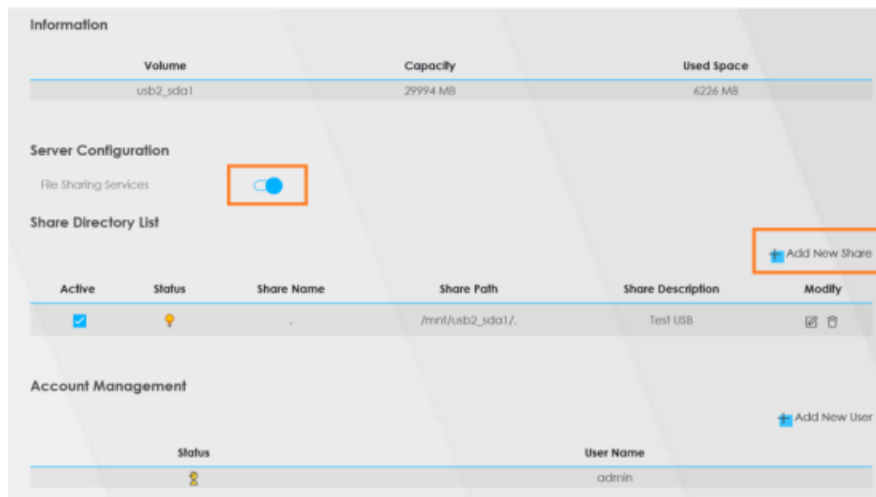 Information
Volume Capacity Used Space
usb2_sda1 29994 MB 6226 MB
Server Configuration
File Sharing Services
Share Directory List
Add New Share
Active Status Share Name Share Path Share Description Modify
. /mnt/usb2_sda1/. Test USB
Account Management
Add New User
Status User Name
admin